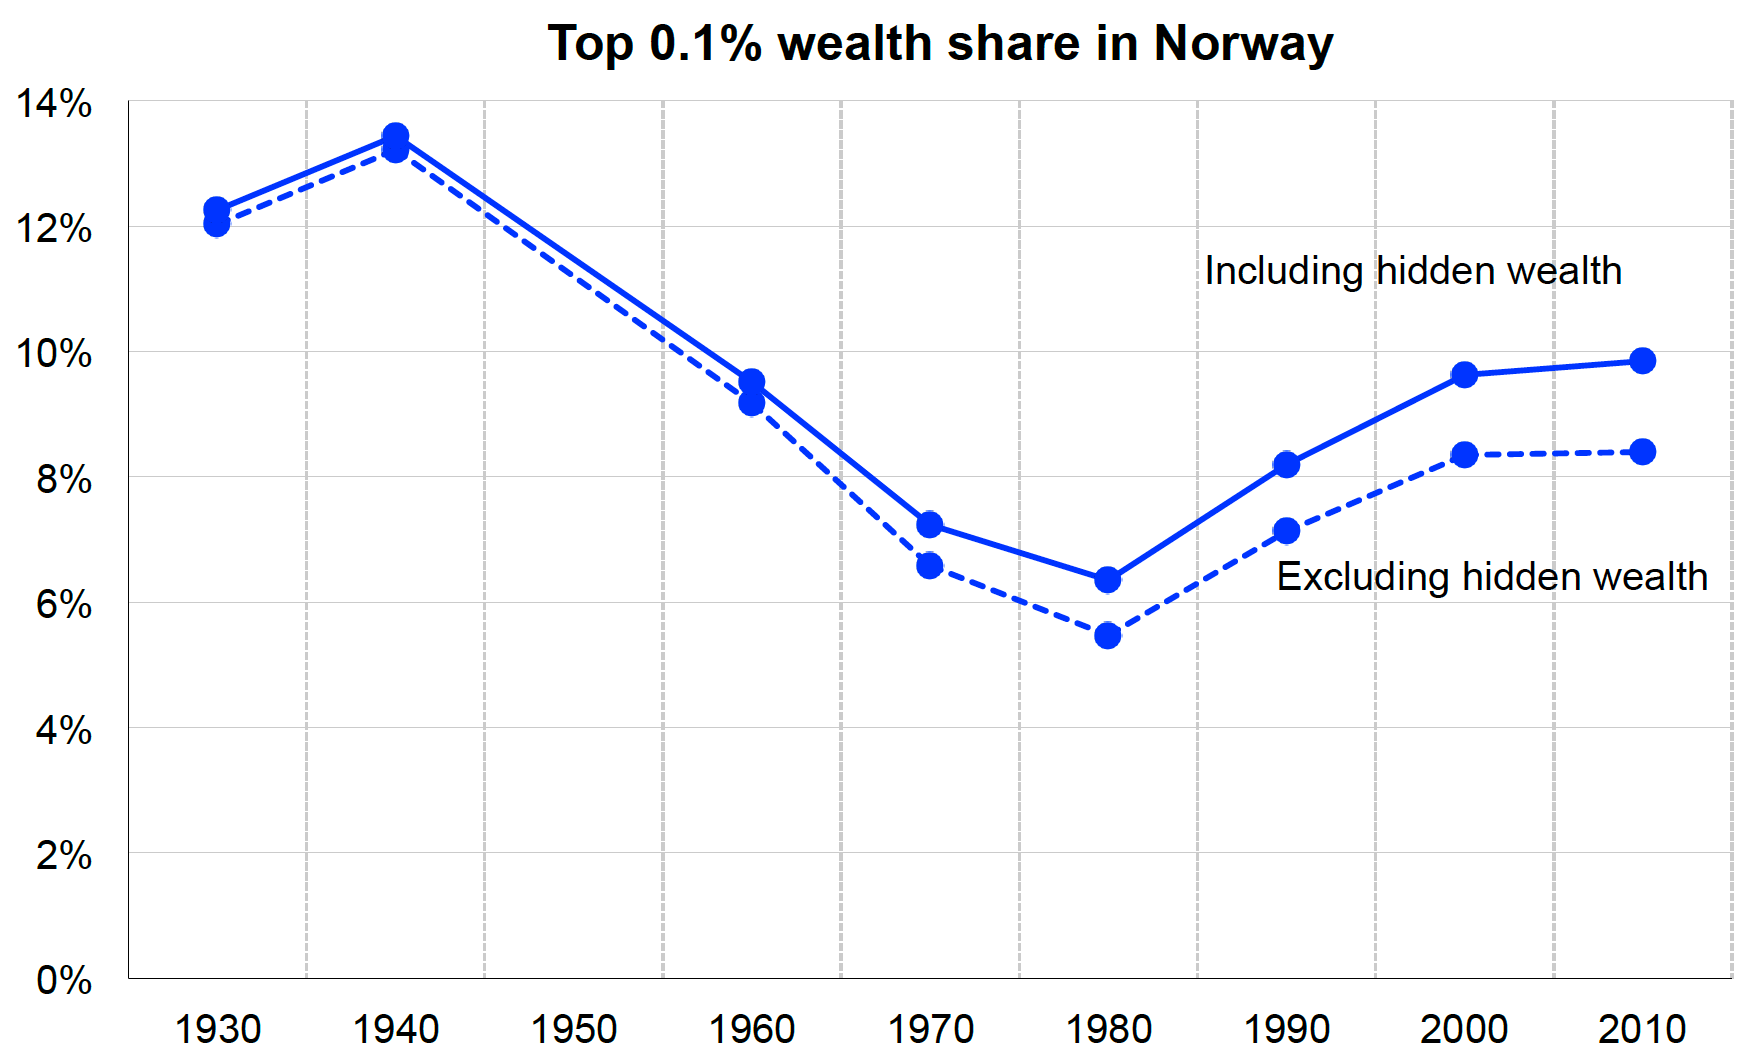 Top 0.1% wealth share in Norway
14%
12%
10%
8%
6%
4%
2%
0%
Including hidden wealth
Excluding hidden wealth
1930 1940 1950 1960 1970 1980 1990 2000 2010